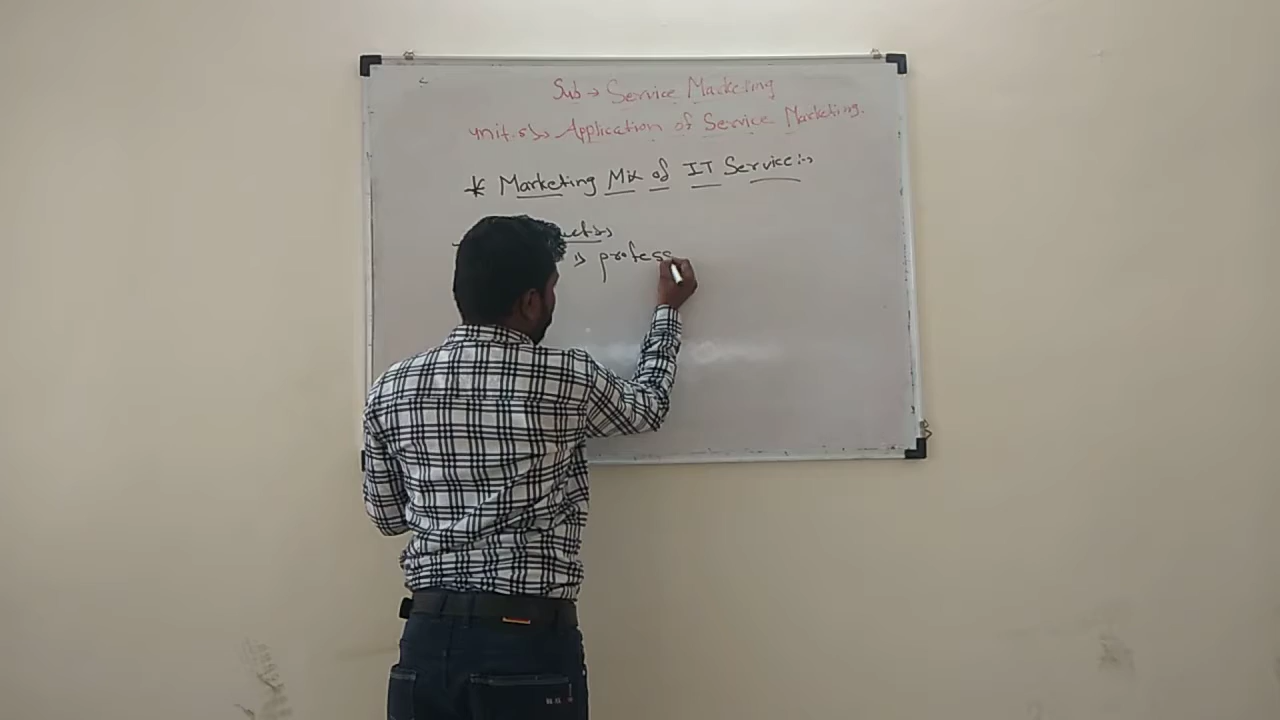 Sub → Service Marketing
unit.5)→ Application of Service Marketing.
* Marketing Mix of IT Service:→
profess